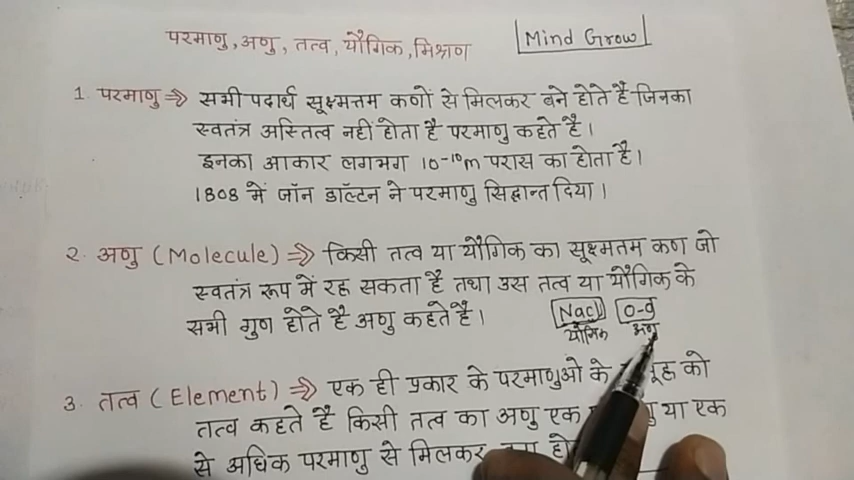 परमाणु, अणु, तत्व, यौगिक, मिश्रण
Mind Grow
1. परमाणु ⇒ सभी पदार्थ सूक्ष्मतम कणों से मिलकर बने होते है जिनका
स्वतंत्र अस्तित्व नहीं होता है परमाणु कहते है।
इनका आकार लगभग 10⁻¹⁰m परास का होता है।
1808 में जॉन डॉल्टन ने परमाणु सिद्धान्त दिया।
2. अणु (Molecule) ⇒ किसी तत्व या यौगिक का सूक्ष्मतम कण जो
स्वतंत्र रूप में रह सकता है तथा उस तत्व या यौगिक के
सभी गुण होते है अणु कहते है।
Nacl
यौगिक अणु
3. तत्व (Element) ⇒ एक ही प्रकार के परमाणुओ के को
तत्व कहते है किसी तत्व का अणु एक या एक
से अधिक परमाणु से मिलकर